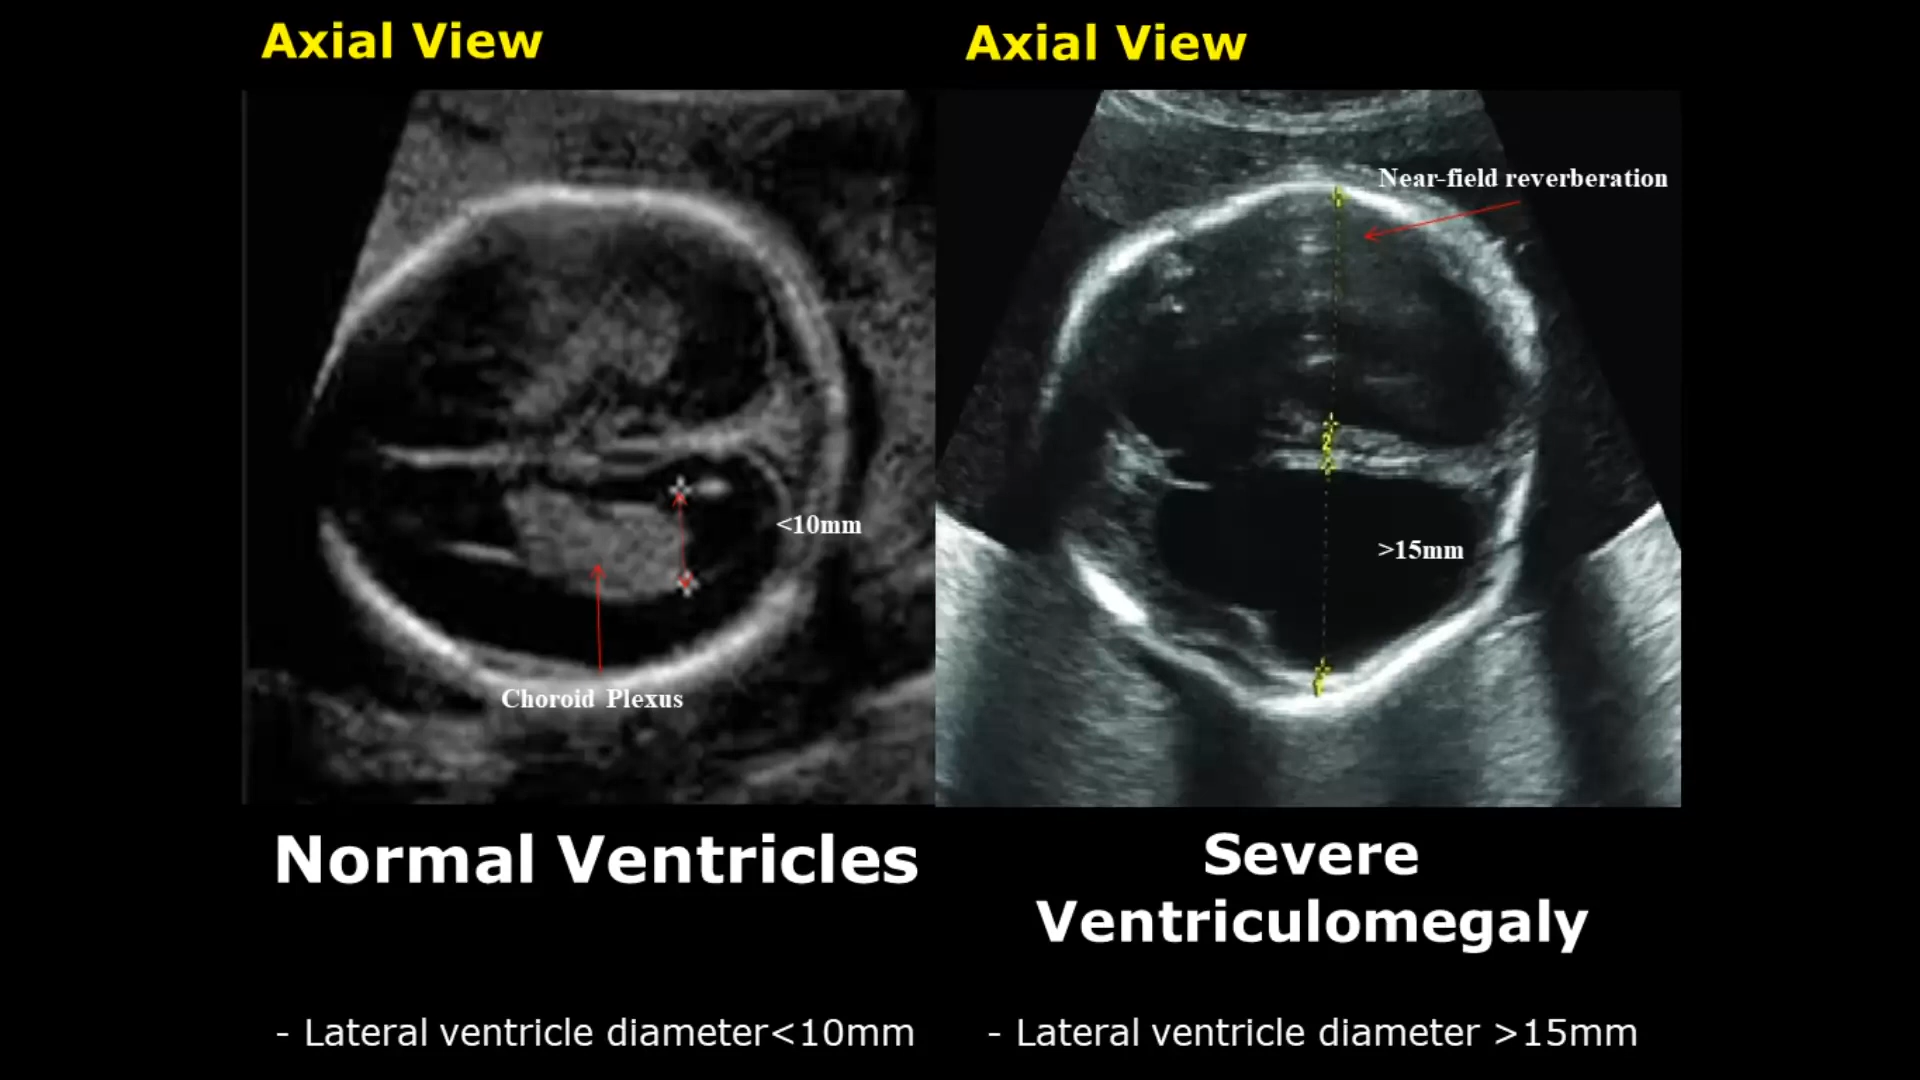 Axial View
Axial View
Near-field reverberation
<10mm
>15mm
Choroid Plexus
Normal Ventricles
Severe
Ventriculomegaly
- Lateral ventricle diameter<10mm
- Lateral ventricle diameter >15mm